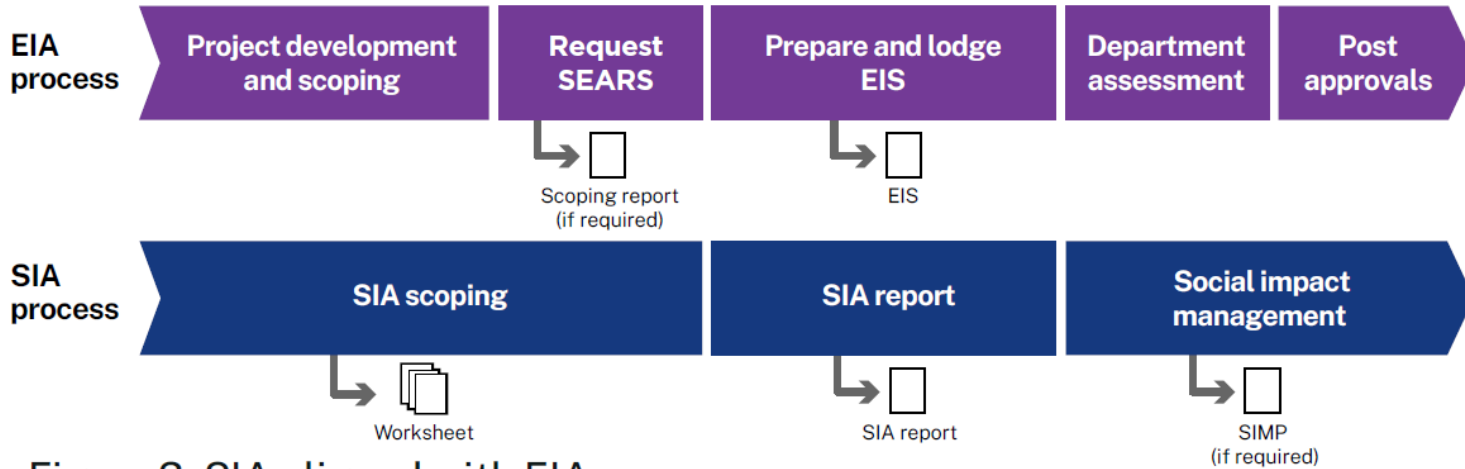 EIA
process
Project development
and scoping
Request
SEARS
Prepare and lodge
EIS
Department
assessment
Post
approvals
Scoping report
(if required)
EIS
SIA
process
SIA scoping
SIA report
Social impact
management
Worksheet
SIA report
SIMP
(if required)